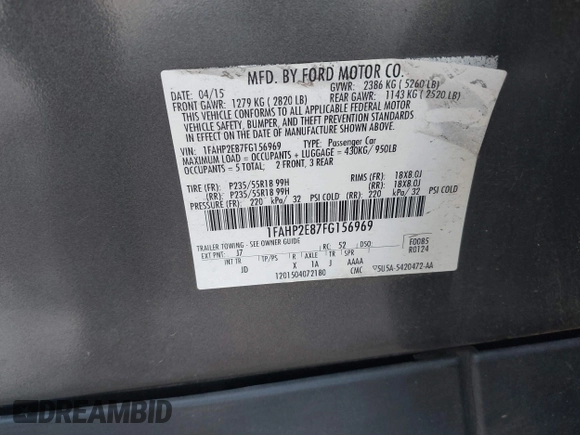 MFD. BY FORD MOTOR CO.
DATE: 04/15
GVWR: 2386 KG ( 5260 LB)
FRONT GAWR: 1279 KG ( 2820 LB)
REAR GAWR: 1143 KG ( 2520 LB)
THIS VEHICLE CONFORMS TO ALL APPLICABLE FEDERAL MOTOR
VEHICLE SAFETY, BUMPER, AND THEFT PREVENTION STANDARDS
IN EFFECT ON THE DATE OF MANUFACTURE SHOWN ABOVE.
VIN: 1FAHP2E87FG156969
TYPE: Passenger Car
MAXIMUM LOAD = OCCUPANTS + LUGGAGE = 430KG/ 950LB
OCCUPANTS = 5 TOTAL: 2 FRONT, 3 REAR
TIRE (FR): P235/55R18 99H
RIMS (FR): 18X8.0J
(RR): P235/55R18 99H
(RR): 18X8.0J
PRESSURE (FR): 220 kPa/ 32 PSI COLD
(RR): 220 kPa/ 32 PSI COLD
1FAHP2E87FG156969
TRAILER TOWING - SEE OWNER GUIDE
EXT PNT: J7 RC: 52 DSO:
F0085
R0124
INT TR TP/PS R AXLE TR SPR
JD X 1A J AAAA
1201504072180 CMC
5USA-5420472-AA
DREAMBID